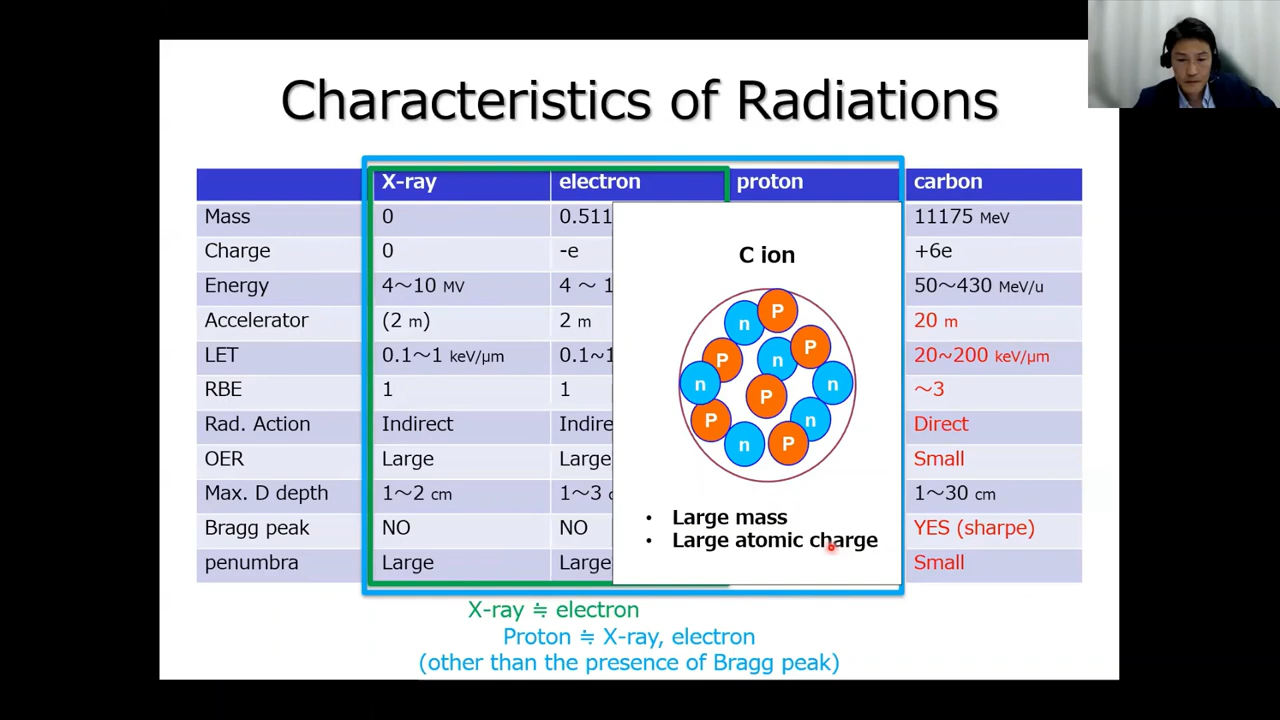 Characteristics of Radiations
X-ray electron proton carbon
Mass 0 0.511 11175 MeV
Charge 0 -e +6e
Energy 4～10 MV 4 ～ 1 50～430 MeV/u
Accelerator (2 m) 2 m 20 m
LET 0.1～1 keV/μm 0.1~1 20~200 keV/μm
RBE 1 1 ～3
Rad. Action Indirect Indire Direct
OER Large Large Small
Max. D depth 1～2 cm 1～3 c 1～30 cm
Bragg peak NO NO YES (sharpe)
penumbra Large Large Small
C ion
P
n
P
P
n
n
n
P
P
n
n
P
• Large mass
• Large atomic charge
X-ray ≒ electron
Proton ≒ X-ray, electron
(other than the presence of Bragg peak)